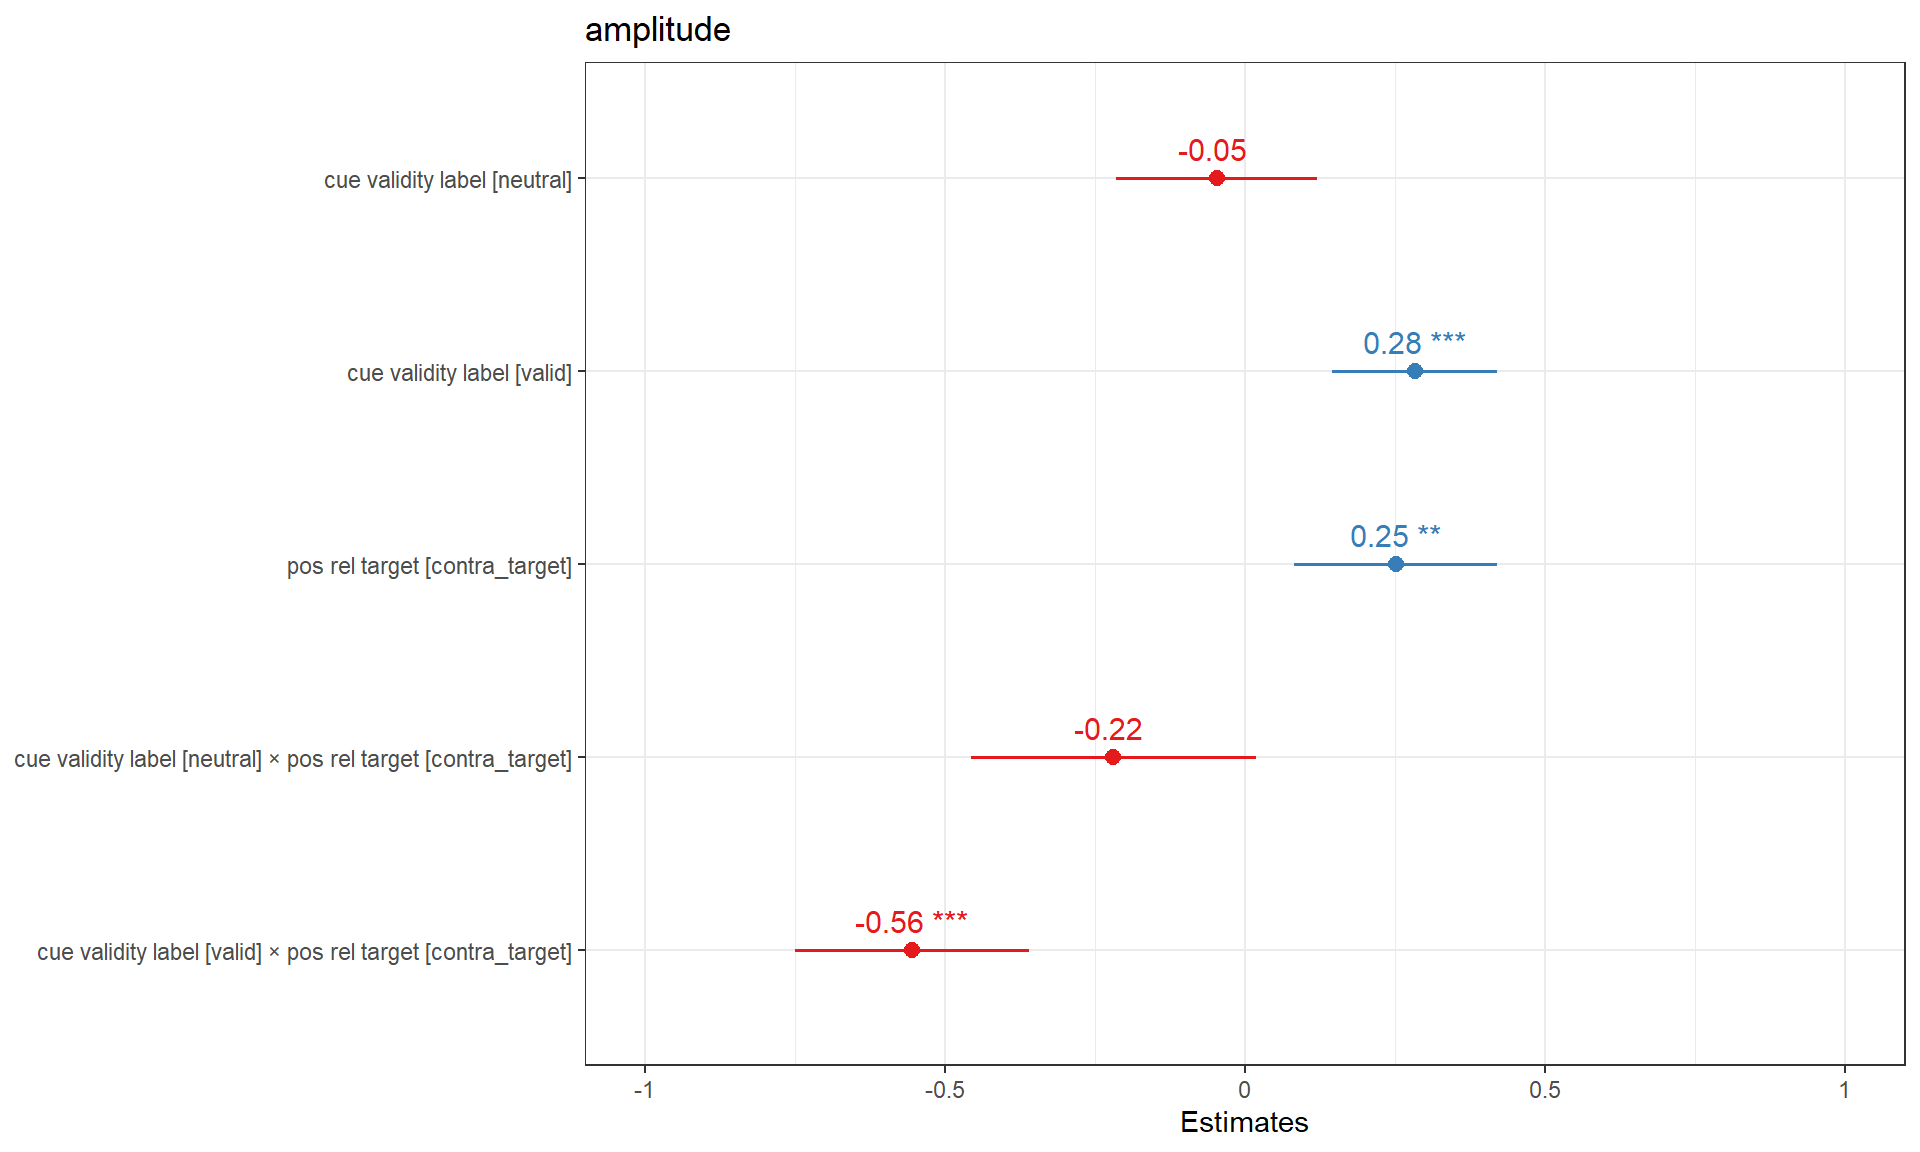 amplitude
-0.05
cue validity label [neutral]
0.28 ***
cue validity label [valid]
0.25 **
pos rel target [contra_target]
-0.22
cue validity label [neutral] × pos rel target [contra_target]
-0.56 ***
cue validity label [valid] × pos rel target [contra_target]
-1 -0.5 0 0.5 1
Estimates